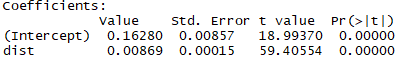 Coefficients:
Value Std. Error t value Pr(>|t|)
(Intercept) 0.16280 0.00857 18.99370 0.00000
dist 0.00869 0.00015 59.40554 0.00000